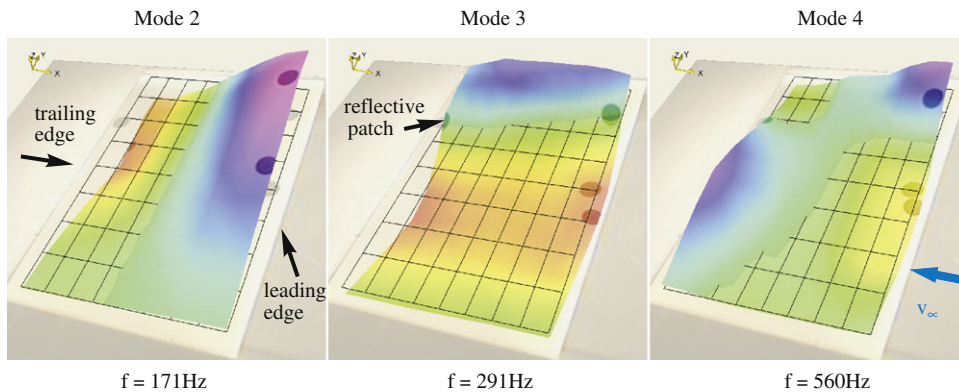 Mode 2
Mode 3
Mode 4
Z Y
X
Z Y
X
Z Y
X
trailing
edge
reflective
patch
leading
edge
v∞
f = 171Hz
f = 291Hz
f = 560Hz